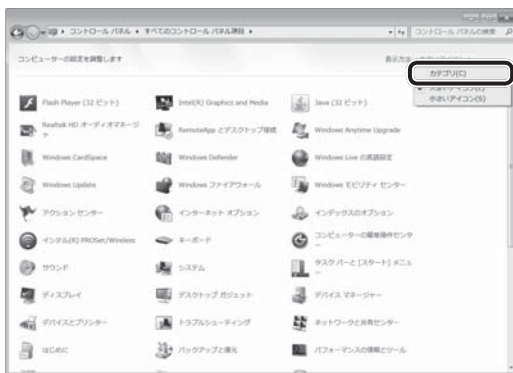 コントロール パネル ▸ すべてのコントロール パネル項目 ▸
コントロール パネルの検索
コンピューターの設定を調整します
表示方法:
カテゴリ(C)
大きいアイコン(L)
小さいアイコン(S)
Flash Player (32 ビット)
Intel(R) Graphics and Media
Java (32 ビット)
Realtek HD オーディオマネージャ
RemoteApp とデスクトップ接続
Windows Anytime Upgrade
Windows CardSpace
Windows Defender
Windows Live の言語設定
Windows Update
Windows ファイアウォール
Windows モビリティ センター
アクション センター
インターネット オプション
インデックスのオプション
インテル(R) PROSet/Wireless
キーボード
コンピューターの簡単操作センター
サウンド
システム
タスク バーと [スタート] メニュー
ディスプレイ
デスクトップ ガジェット
デバイス マネージャー
デバイスとプリンター
トラブルシューティング
ネットワークと共有センター
はじめに
バックアップと復元
パフォーマンスの情報とツール